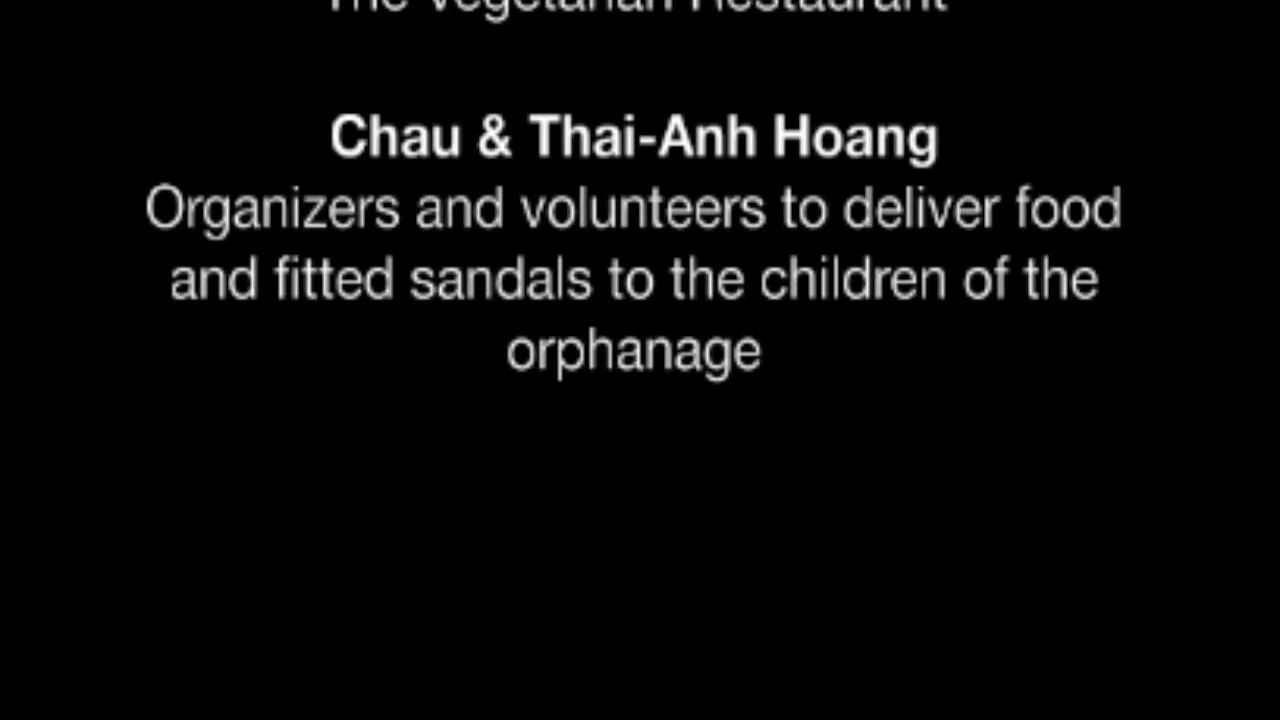 The Vegetarian Restaurant
Chau & Thai-Anh Hoang
Organizers and volunteers to deliver food
and fitted sandals to the children of the
orphanage